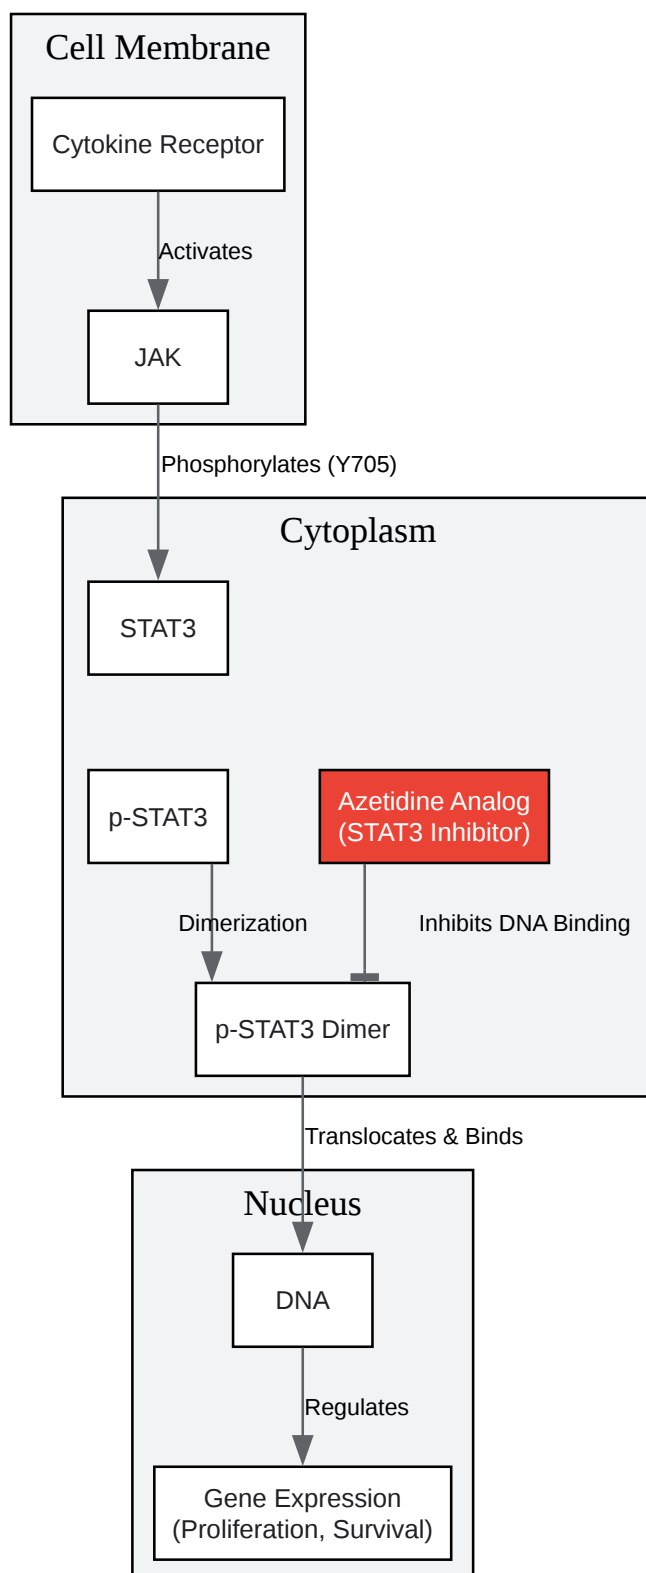 Cell Membrane
Cytokine Receptor
Activates
JAK
Phosphorylates (Y705)
Cytoplasm
STAT3
p-STAT3
Azetidine Analog
(STAT3 Inhibitor)
Dimerization
Inhibits DNA Binding
p-STAT3 Dimer
Translocates & Binds
Nucleus
DNA
Regulates
Gene Expression
(Proliferation, Survival)